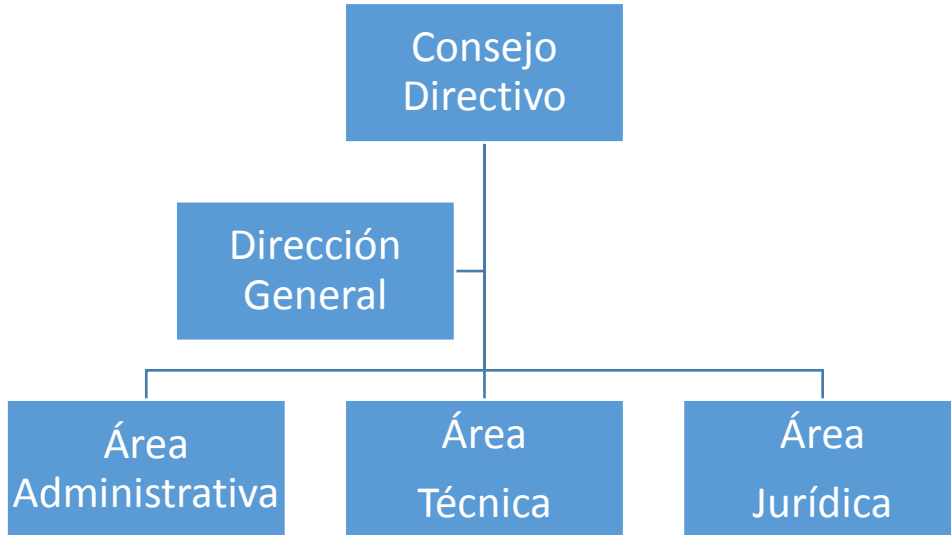 Consejo
Directivo
Dirección
General
Área
Administrativa
Área
Técnica
Área
Jurídica